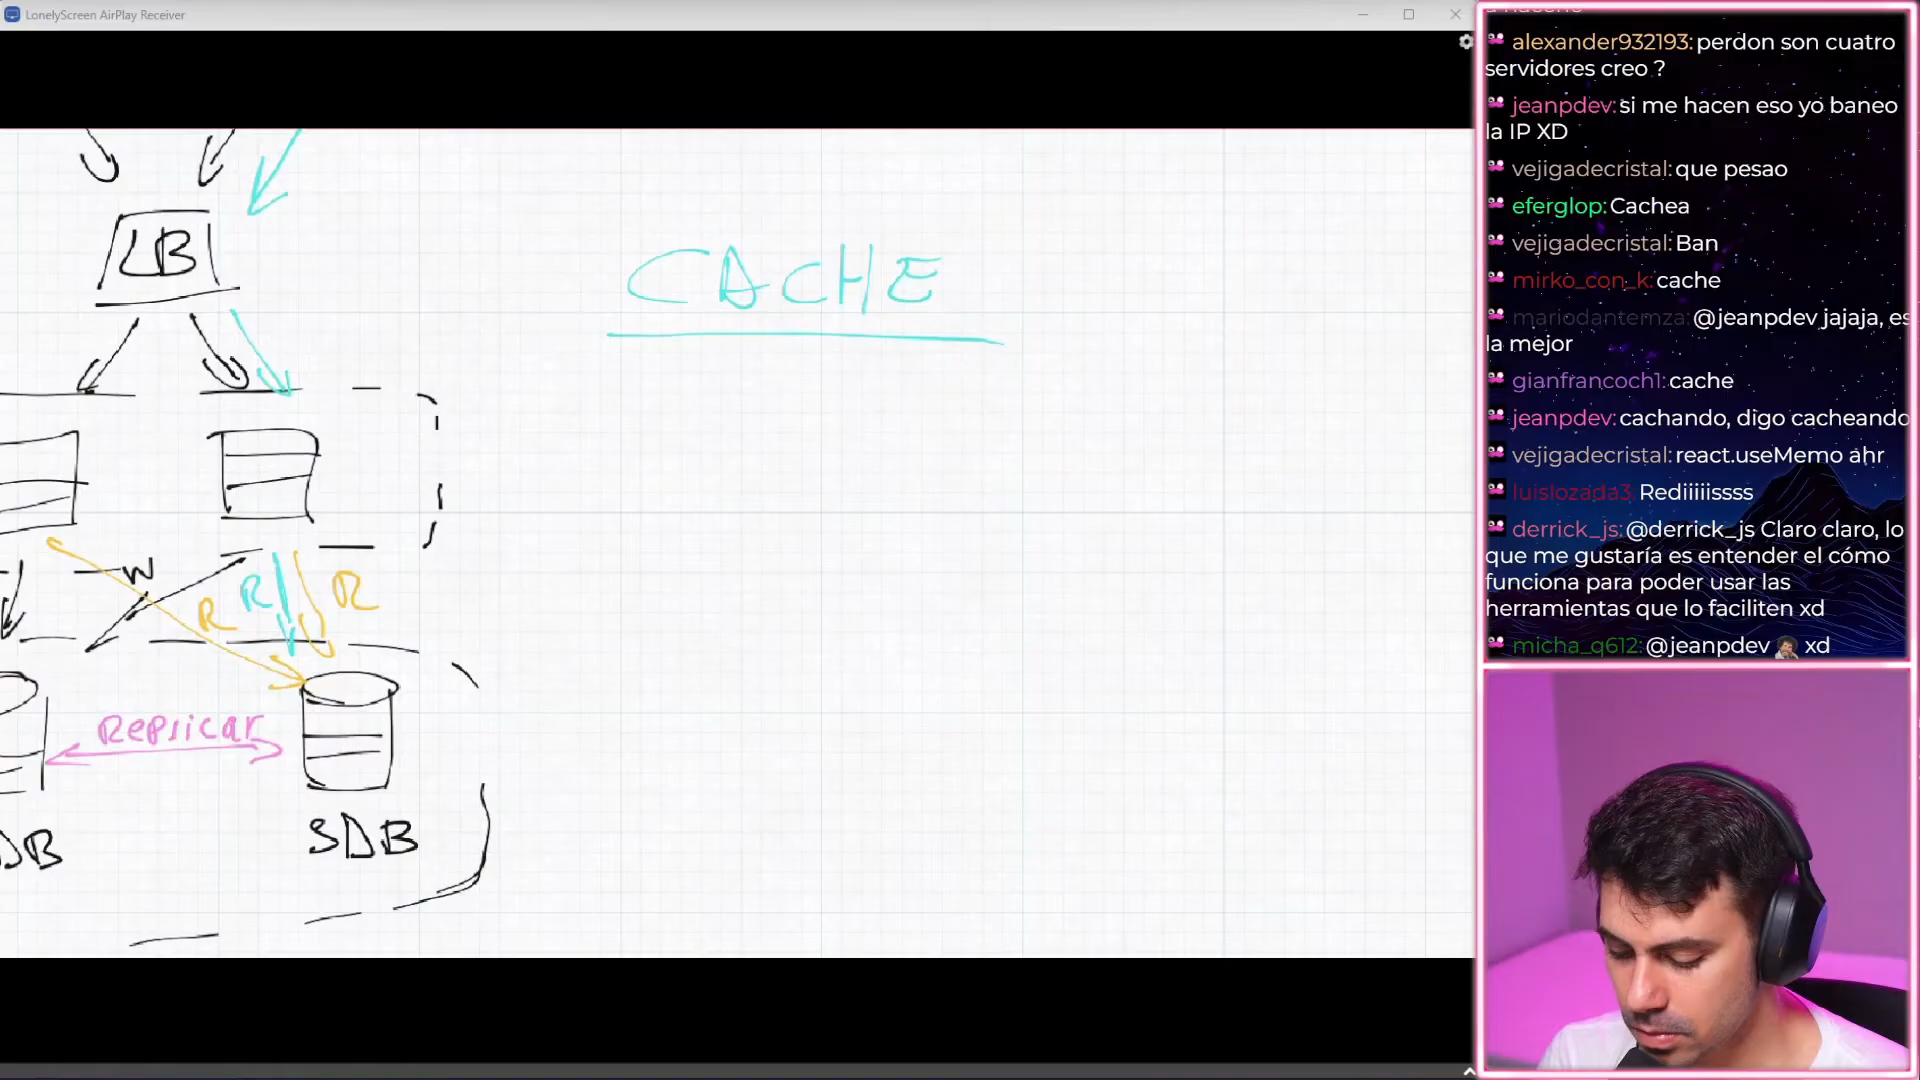 LonelyScreen AirPlay Receiver
alexander932193: perdon son cuatro
servidores creo ?
jeanpdev: si me hacen eso yo baneo
la IP XD
vejigadecristal: que pesao
eferglop: Cachea
vejigadecristal: Ban
mirko_con_k: cache
mariodantemza: @jeanpdev jajaja, es
la mejor
gianfrancoch1: cache
jeanpdev: cachando, digo cacheando
vejigadecristal: react.useMemo ahr
luislozada3: Rediiiiissss
derrick_js: @derrick_js Claro claro, lo
que me gustaría es entender el cómo
funciona para poder usar las
herramientas que lo faciliten xd
micha_q612: @jeanpdev xd
LB
CACHE
W
R
R
R
Replicar
DB
SDB